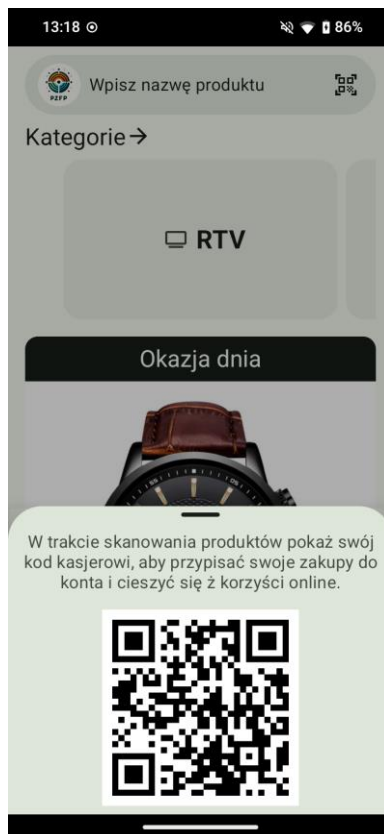 13:18
86%
PZFP
Wpisz nazwę produktu
Kategorie
RTV
Okazja dnia
W trakcie skanowania produktów pokaż swój
kod kasjerowi, aby przypisać swoje zakupy do
konta i cieszyć się ż korzyści online.